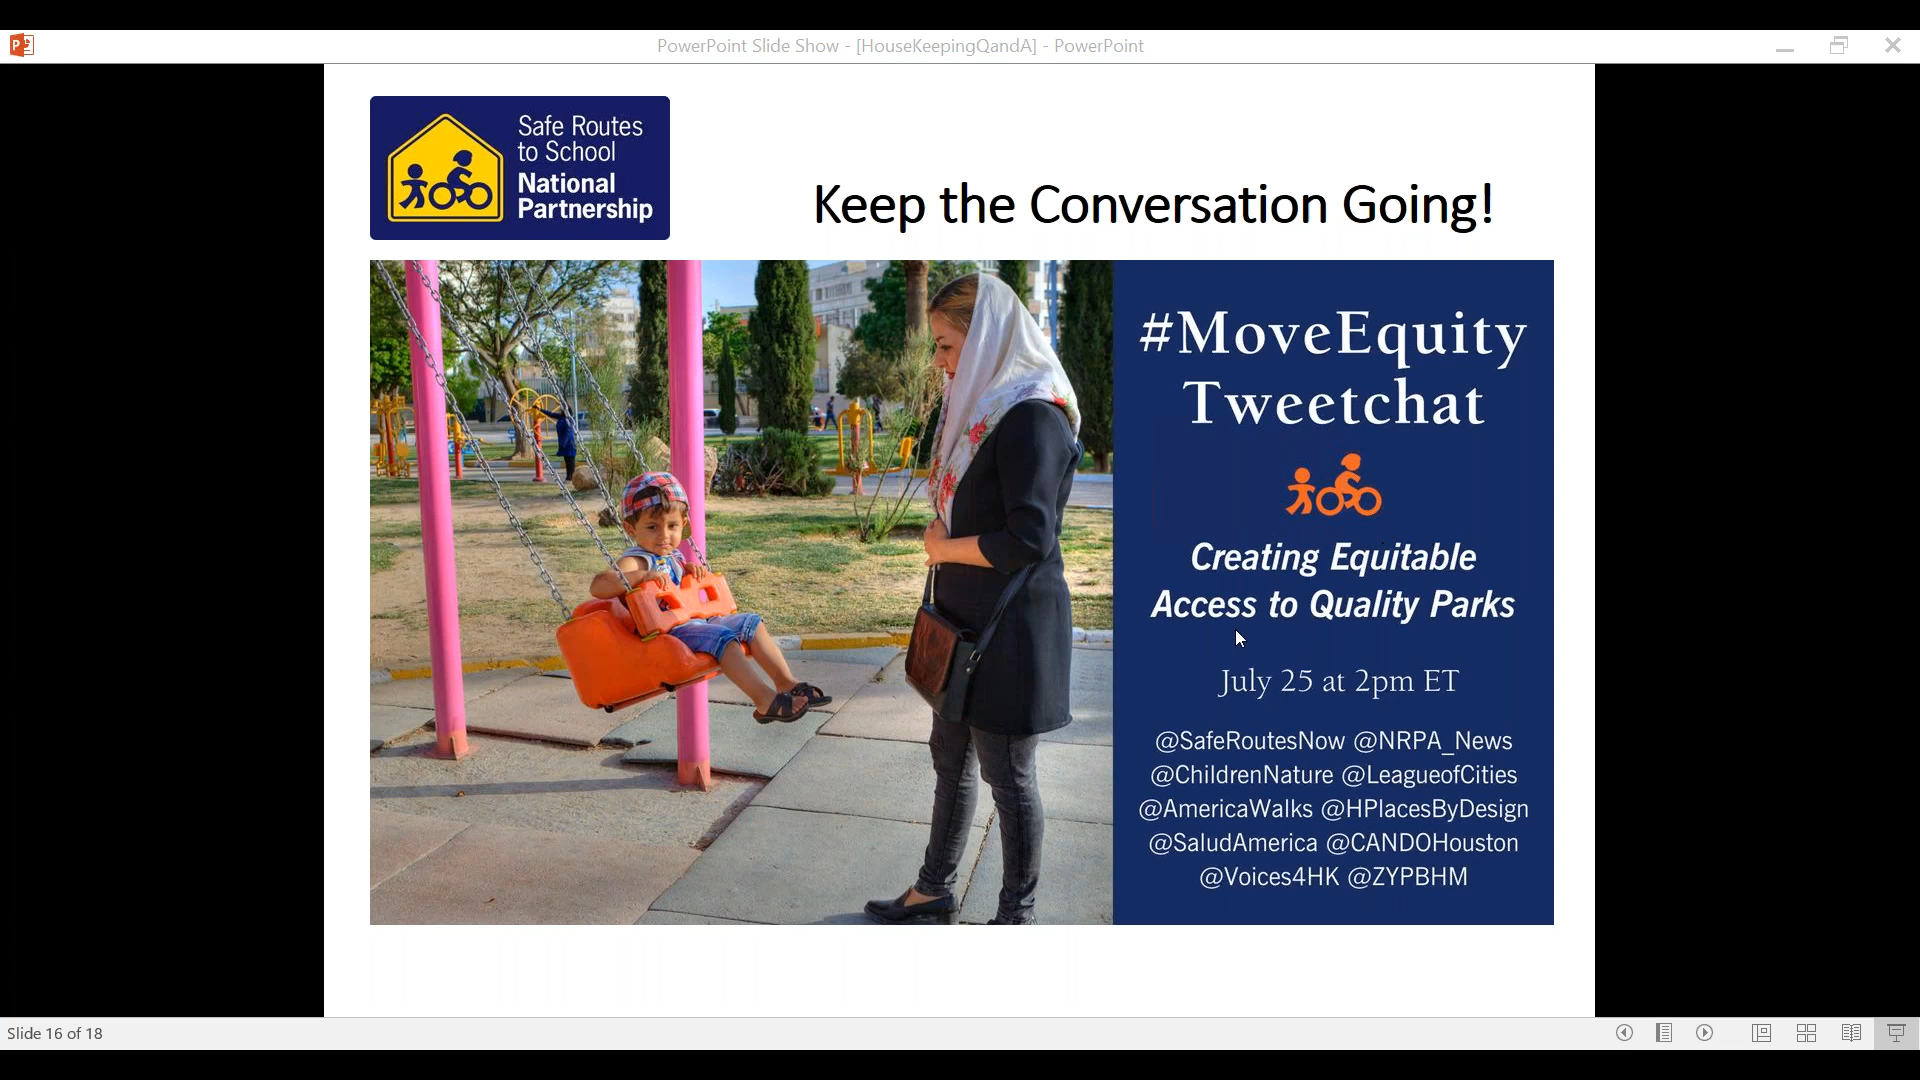 PowerPoint Slide Show - [HouseKeepingQandA] - PowerPoint
Safe Routes
to School
National
Partnership
Keep the Conversation Going!
#MoveEquity
Tweetchat
Creating Equitable
Access to Quality Parks
July 25 at 2pm ET
@SafeRoutesNow @NRPA_News
@ChildrenNature @LeagueofCities
@AmericaWalks @HPlacesByDesign
@SaludAmerica @CANDOHouston
@Voices4HK @ZYPBHM
Slide 16 of 18